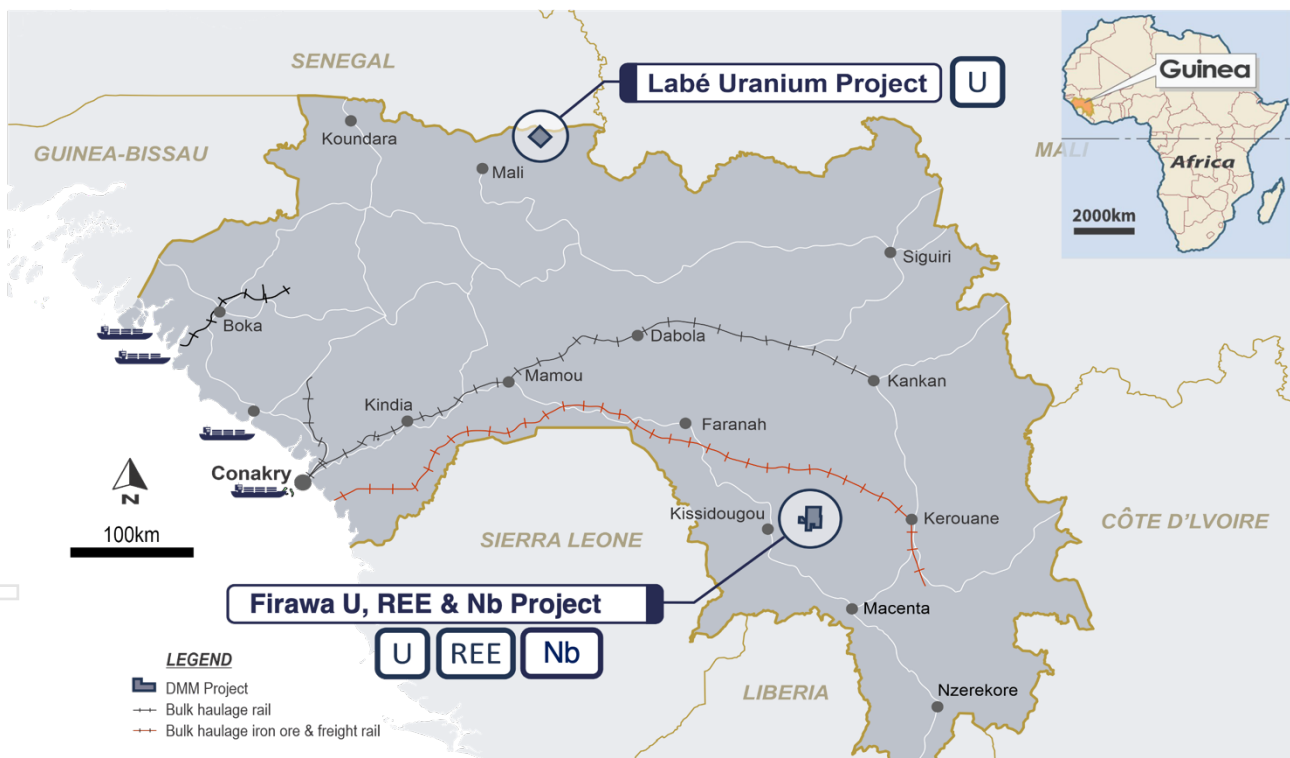 SENEGAL
Labé Uranium Project
U
Guinea
Koundara
GUINEA-BISSAU
Mali
MALI
Africa
2000km
Siguiri
Boka
Dabola
Mamou
Kankan
Kindia
Faranah
Conakry
N
100km
Kissidougou
Kerouane
SIERRA LEONE
CÔTE D'LVOIRE
Firawa U, REE & Nb Project
Macenta
U
REE
Nb
LEGEND
DMM Project
Bulk haulage rail
Bulk haulage iron ore & freight rail
LIBERIA
Nzerekore